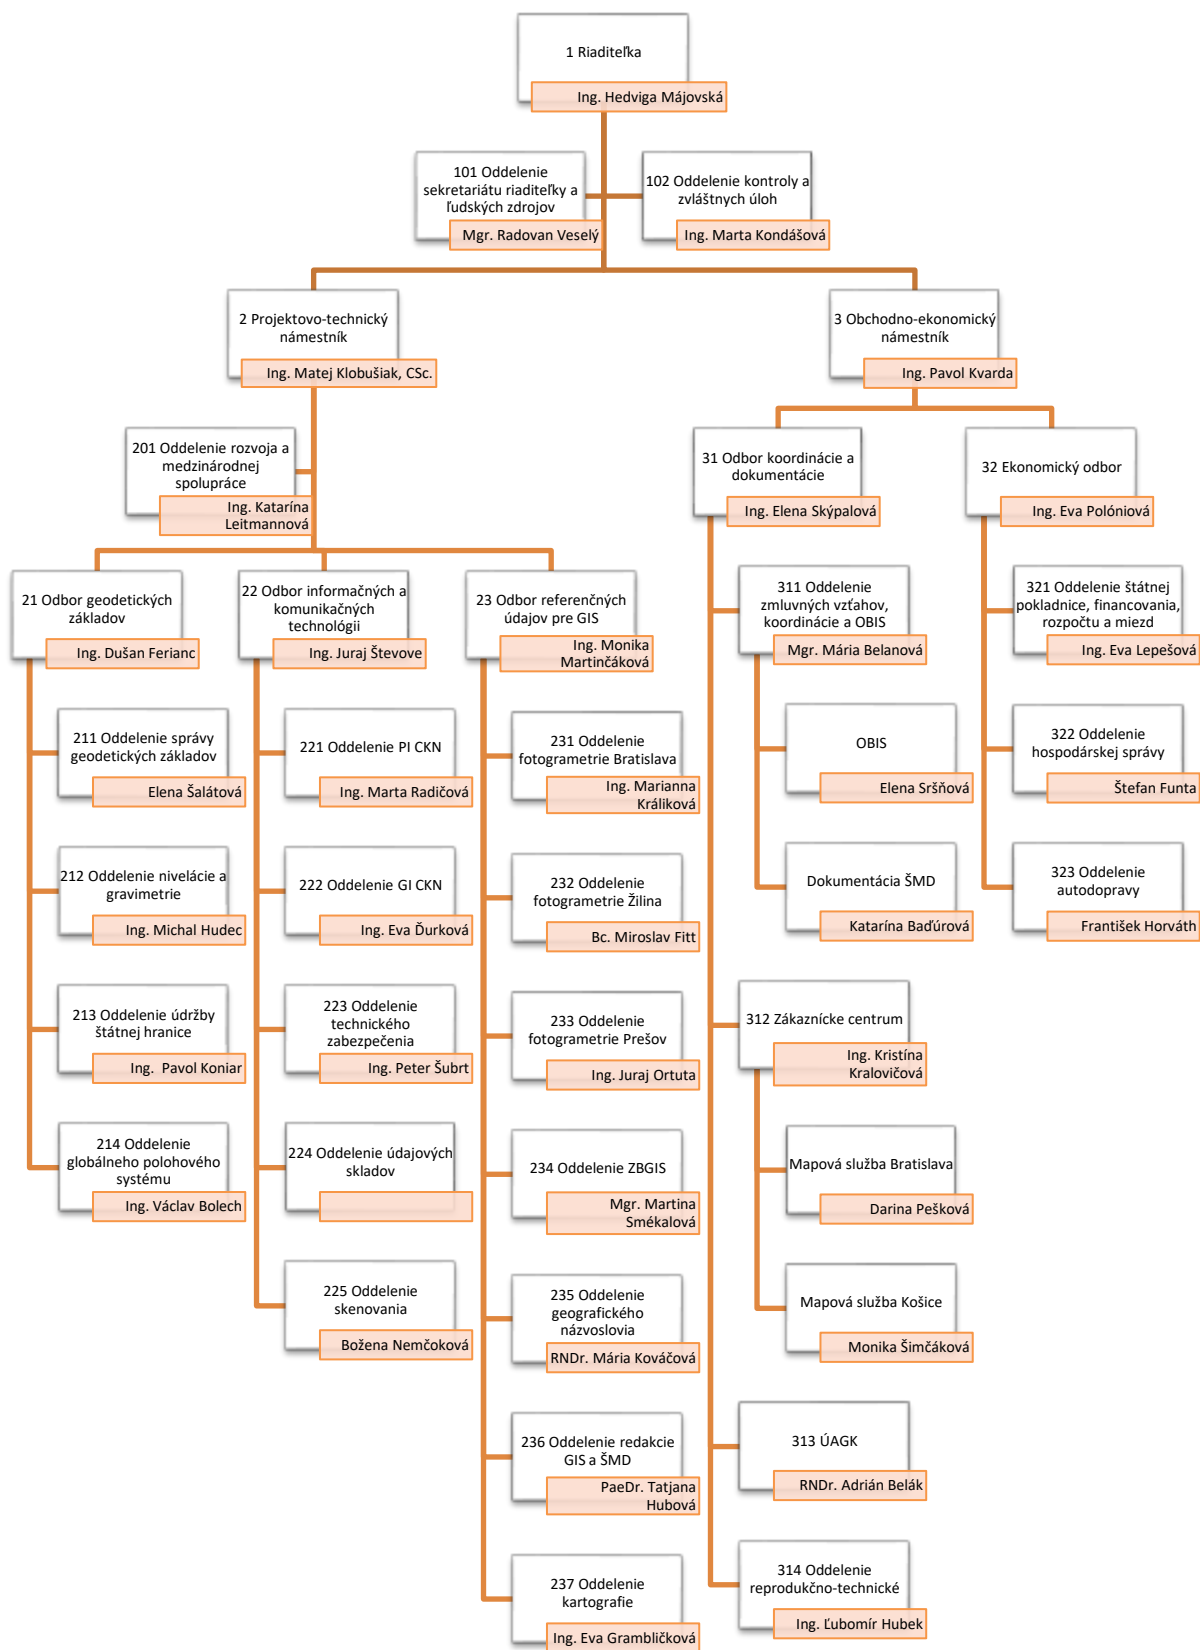 1 Riaditeľka
Ing. Hedviga Májovská
101 Oddelenie
sekretariátu riaditeľky a
ľudských zdrojov
Mgr. Radovan Veselý
102 Oddelenie kontroly a
zvláštnych úloh
Ing. Marta Kondášová
2 Projektovo-technický
námestník
Ing. Matej Klobušiak, CSc.
3 Obchodno-ekonomický
námestník
Ing. Pavol Kvarda
201 Oddelenie rozvoja a
medzinárodnej
spolupráce
Ing. Katarína
Leitmannová
21 Odbor geodetických
základov
Ing. Dušan Ferianc
211 Oddelenie správy
geodetických základov
Elena Šalátová
212 Oddelenie nivelácie a
gravimetrie
Ing. Michal Hudec
213 Oddelenie údržby
štátnej hranice
Ing.  Pavol Koniar
214 Oddelenie
globálneho polohového
systému
Ing. Václav Bolech
22 Odbor informačných a
komunikačných
technológií
Ing. Juraj Števove
221 Oddelenie PI CKN
Ing. Marta Radičová
222 Oddelenie GI CKN
Ing. Eva Ďurková
223 Oddelenie
technického
zabezpečenia
Ing. Peter Šubrt
224 Oddelenie údajových
skladov
225 Oddelenie
skenovania
Božena Nemčoková
23 Odbor referenčných
údajov pre GIS
Ing. Monika
Martinčáková
231 Oddelenie
fotogrametrie Bratislava
Ing. Marianna
Králiková
232 Oddelenie
fotogrametrie Žilina
Bc. Miroslav Fitt
233 Oddelenie
fotogrametrie Prešov
Ing. Juraj Ortuta
234 Oddelenie ZBGIS
Mgr. Martina
Smékalová
235 Oddelenie
geografického
názvoslovia
RNDr. Mária Kováčová
236 Oddelenie redakcie
GIS a ŠMD
PaeDr. Tatjana
Hubová
237 Oddelenie
kartografie
Ing. Eva Grambličková
31 Odbor koordinácie a
dokumentácie
Ing. Elena Skýpalová
311 Oddelenie
zmluvných vzťahov,
koordinácie a OBIS
Mgr. Mária Belanová
OBIS
Elena Sršňová
Dokumentácia ŠMD
Katarína Baďúrová
312 Zákaznícke centrum
Ing. Kristína
Kralovičová
Mapová služba Bratislava
Darina Pešková
Mapová služba Košice
Monika Šimčáková
313 ÚAGK
RNDr. Adrián Belák
314 Oddelenie
reprodukčno-technické
Ing. Ľubomír Hubek
32 Ekonomický odbor
Ing. Eva Polóniová
321 Oddelenie štátnej
pokladnice, financovania,
rozpočtu a miezd
Ing. Eva Lepešová
322 Oddelenie
hospodárskej správy
Štefan Funta
323 Oddelenie
autodopravy
František Horváth